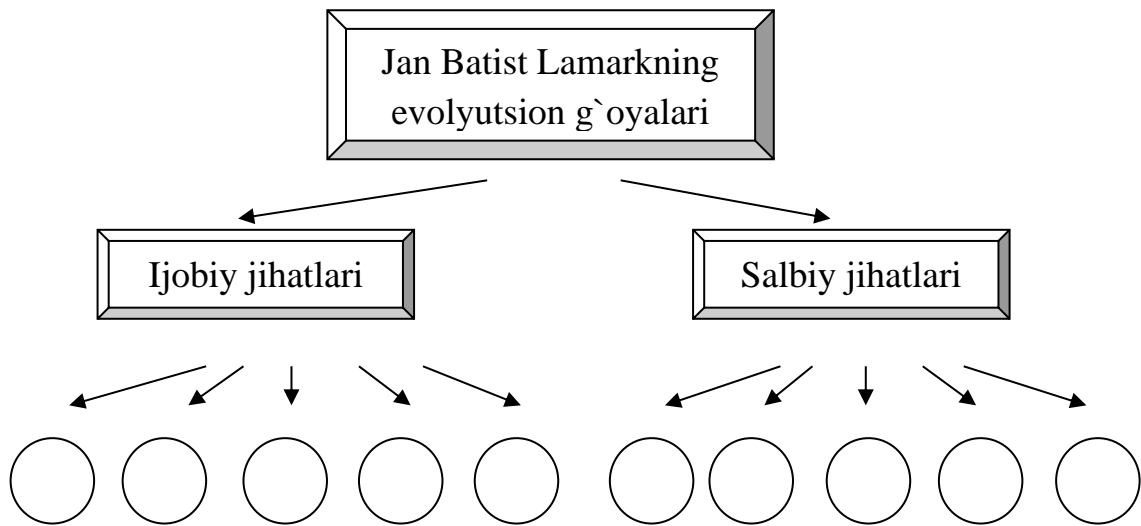 Jan Batist Lamarkning
evolyutsion g`oyalari
Ijobiy jihatlari
Salbiy jihatlari